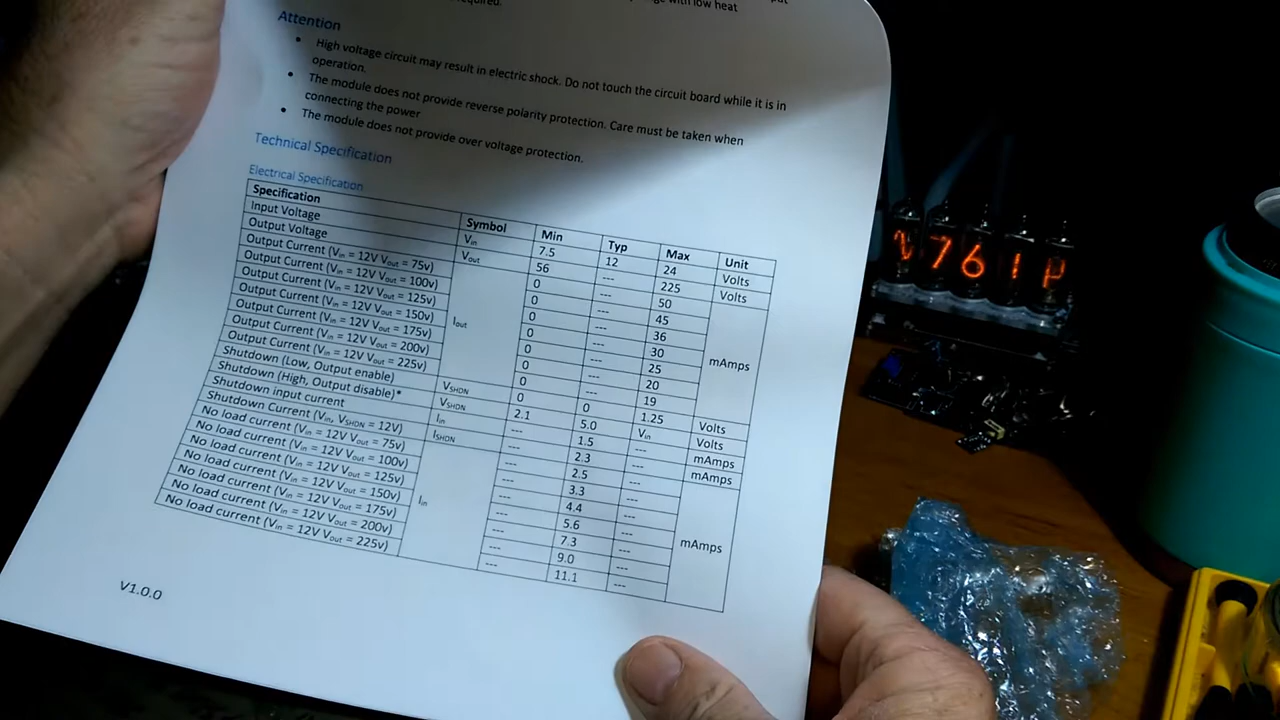 with low heat
Attention
• High voltage circuit may result in electric shock. Do not touch the circuit board while it is in
operation.
• The module does not provide reverse polarity protection. Care must be taken when
connecting the power
• The module does not provide over voltage protection.
Technical Specification
Electrical Specification
Specification Symbol Min Typ Max Unit
Input Voltage Vin 7.5 12 24 Volts
Output Voltage Vout 56 --- 225 Volts
Output Current (Vin = 12V Vout = 75v) Iout 0 --- 50 mAmps
Output Current (Vin = 12V Vout = 100v) 0 --- 45
Output Current (Vin = 12V Vout = 125v) 0 --- 36
Output Current (Vin = 12V Vout = 150v) 0 --- 30
Output Current (Vin = 12V Vout = 175v) 0 --- 25
Output Current (Vin = 12V Vout = 200v) 0 --- 20
Output Current (Vin = 12V Vout = 225v) 0 --- 19
Shutdown (Low, Output enable) VSHDN 0 0 1.25 Volts
Shutdown (High, Output disable)* VSHDN 2.1 5.0 Vin Volts
Shutdown input current Iin --- 1.5 --- mAmps
Shutdown Current (Vin, VSHDN = 12V) ISHDN --- 2.3 --- mAmps
No load current (Vin = 12V Vout = 75v) Iin --- 2.5 --- mAmps
No load current (Vin = 12V Vout = 100v) --- 3.3 ---
No load current (Vin = 12V Vout = 125v) --- 4.4 ---
No load current (Vin = 12V Vout = 150v) --- 5.6 ---
No load current (Vin = 12V Vout = 175v) --- 7.3 ---
No load current (Vin = 12V Vout = 200v) --- 9.0 ---
No load current (Vin = 12V Vout = 225v) --- 11.1 ---
V1.0.0
761P